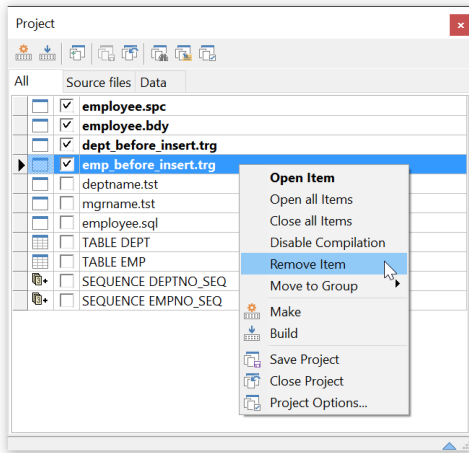 Project
All Source files Data
employee.spc
employee.bdy
dept_before_insert.trg
emp_before_insert.trg
deptname.tst
mgrname.tst
employee.sql
TABLE DEPT
TABLE EMP
SEQUENCE DEPTNO_SEQ
SEQUENCE EMPNO_SEQ
Open Item
Open all Items
Close all Items
Disable Compilation
Remove Item
Move to Group
Make
Build
Save Project
Close Project
Project Options...